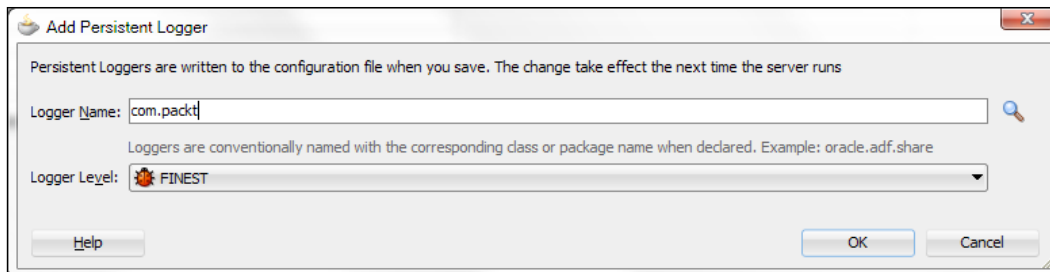 Add Persistent Logger
Persistent Loggers are written to the configuration file when you save. The change take effect the next time the server runs
Logger Name: com.packt
Loggers are conventionally named with the corresponding class or package name when declared. Example: oracle.adf.share
Logger Level: FINEST
Help OK Cancel